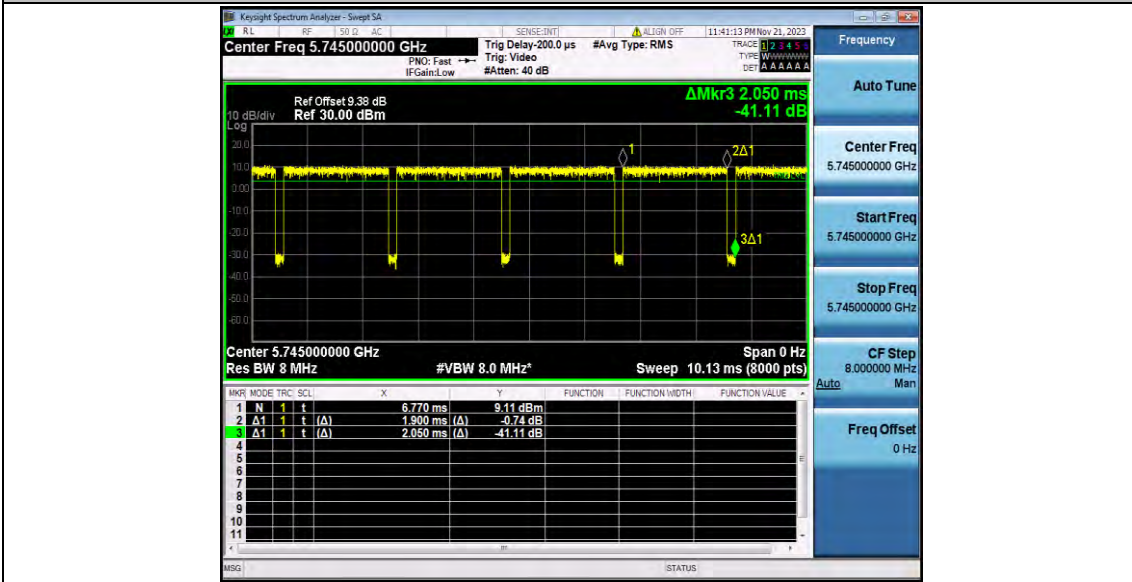 Keysight Spectrum Analyzer - Swept SA
RL RF 50 Ω AC SENSE:INT ALIGN OFF 11:41:13 PM Nov 21, 2023
Center Freq 5.745000000 GHz
PNO: Fast
IFGain:Low
Trig Delay-200.0 µs
Trig: Video
#Atten: 40 dB
#Avg Type: RMS
TRACE 1 2 3 4 5 6
TYPE WWWWWW
DET A A A A A A
ΔMkr3 2.050 ms
-41.11 dB
Ref Offset 9.38 dB
10 dB/div Ref 30.00 dBm
Log
20.0
10.0
0.00
-10.0
-20.0
-30.0
-40.0
-50.0
-60.0
1
2Δ1
3Δ1
Center 5.745000000 GHz Span 0 Hz
Res BW 8 MHz #VBW 8.0 MHz* Sweep 10.13 ms (8000 pts)
MKR MODE TRC SCL X Y FUNCTION FUNCTION WIDTH FUNCTION VALUE
1 N 1 t 6.770 ms 9.11 dBm
2 Δ1 1 t (Δ) 1.900 ms (Δ) -0.74 dB
3 Δ1 1 t (Δ) 2.050 ms (Δ) -41.11 dB
4
5
6
7
8
9
10
11
MSG STATUS
Frequency
Auto Tune
Center Freq
5.745000000 GHz
Start Freq
5.745000000 GHz
Stop Freq
5.745000000 GHz
CF Step
8.000000 MHz
Auto Man
Freq Offset
0 Hz